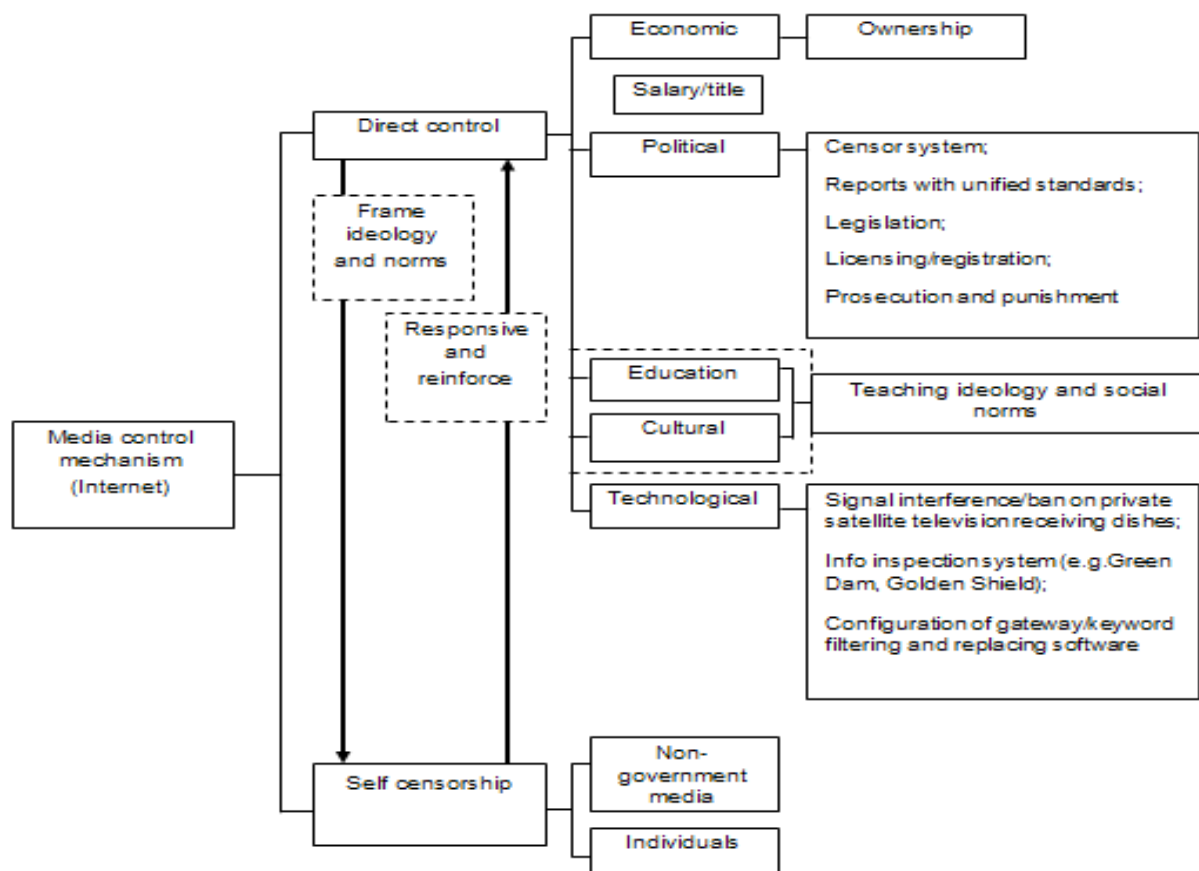 Economic
Ownership
Salary/title
Direct control
Political
Censor system;
Reports with unified standards;
Legislation;
Licensing/registration;
Prosecution and punishment
Frame
ideology
and norms
Responsive
and
reinforce
Education
Cultural
Teaching ideology and social
norms
Media control
mechanism
(Internet)
Technological
Signal interference/ban on private
satellite television receiving dishes;
Info inspection system (e.g.Green
Dam, Golden Shield);
Configuration of gateway/keyword
filtering and replacing software
Self censorship
Non-
government
media
Individuals